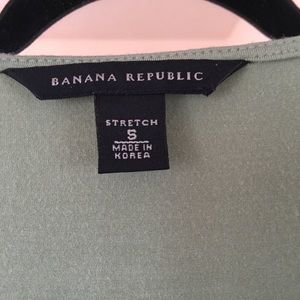 BANANA REPUBLIC
STRETCH
S
MADE IN
KOREA